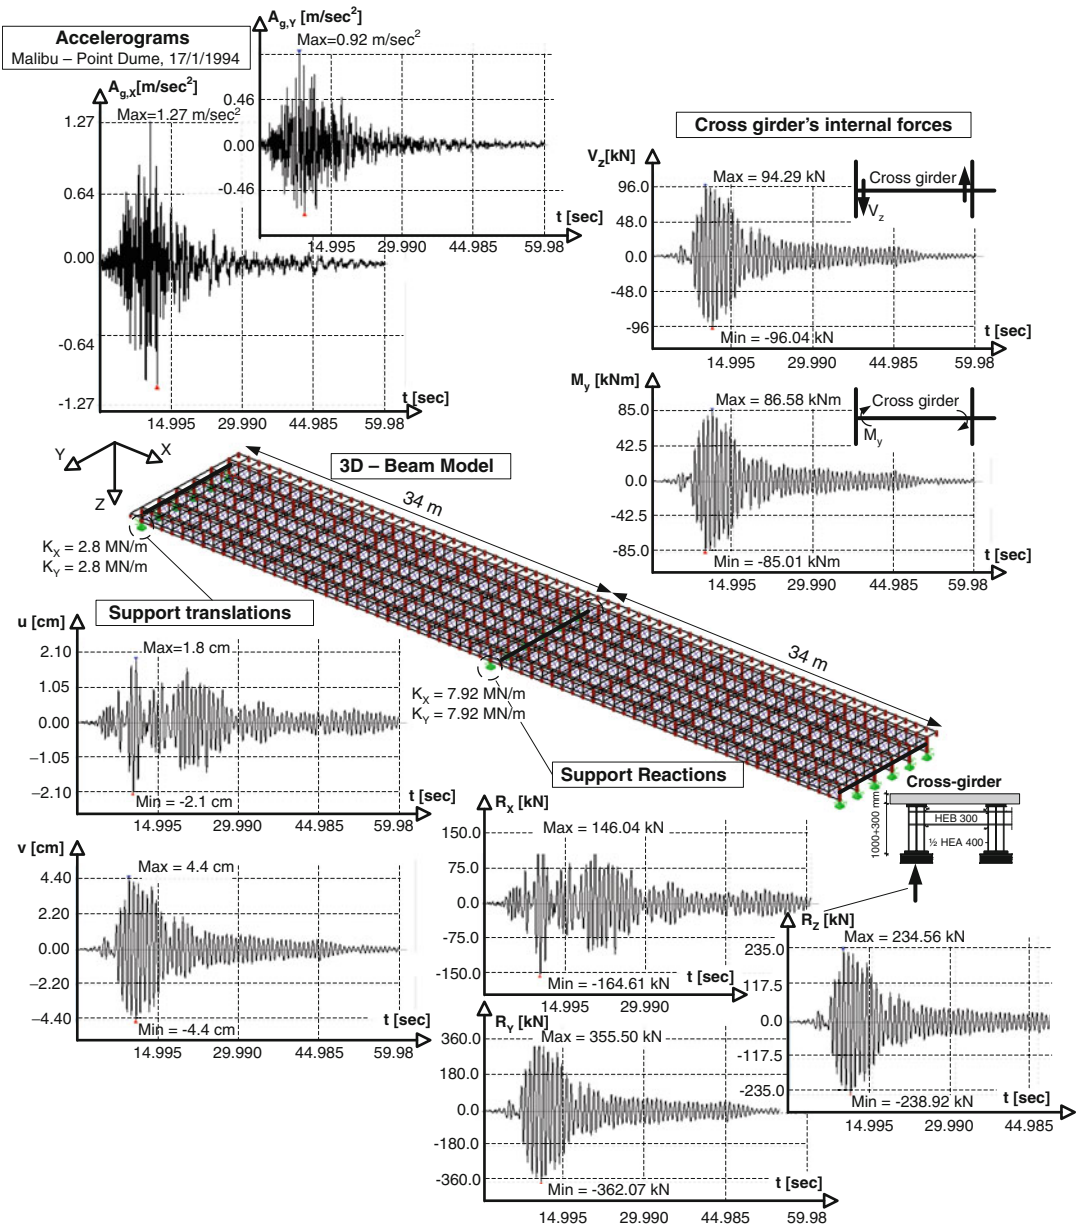 Accelerograms
Malibu – Point Dume, 17/1/1994
A_g,X [m/sec²]
Max=1.27 m/sec²
1.27
0.64
0.00
-0.64
-1.27
t [sec]
14.995 29.990 44.985 59.98
A_g,Y [m/sec²]
Max=0.92 m/sec²
0.46
0.00
-0.46
t [sec]
14.995 29.990 44.985 59.98
Cross girder's internal forces
V_z[kN]
Max = 94.29 kN
Cross girder
V_z
96.0
48.0
0.0
-48.0
-96
Min = -96.04 kN
t [sec]
14.995 29.990 44.985 59.98
M_y [kNm]
Max = 86.58 kNm
Cross girder
M_y
85.0
42.5
0.0
-42.5
-85.0
Min = -85.01 kNm
t [sec]
14.995 29.990 44.985 59.98
Y
X
Z
3D – Beam Model
34 m
34 m
K_X = 2.8 MN/m
K_Y = 2.8 MN/m
K_X = 7.92 MN/m
K_Y = 7.92 MN/m
Support translations
u [cm]
Max=1.8 cm
2.10
1.05
0.00
–1.05
–2.10
Min = -2.1 cm
t [sec]
14.995 29.990 44.985 59.98
v [cm]
Max = 4.4 cm
4.40
2.20
0.00
–2.20
–4.40
Min = -4.4 cm
t [sec]
14.995 29.990 44.985 59.98
Support Reactions
R_X [kN]
Max = 146.04 kN
150.0
75.0
0.0
-75.0
-150.0
Min = -164.61 kN
t [sec]
14.995 29.990
R_Y [kN]
Max = 355.50 kN
360.0
180.0
0.0
-180.0
-360.0
Min = -362.07 kN
t [sec]
14.995 29.990 44.985 59.98
Cross-girder
1000+300 mm
HEB 300
½ HEA 400
R_Z [kN]
Max = 234.56 kN
235.0
117.5
0.0
-117.5
-235.0
Min = -238.92 kN
t [sec]
14.995 29.990 44.985